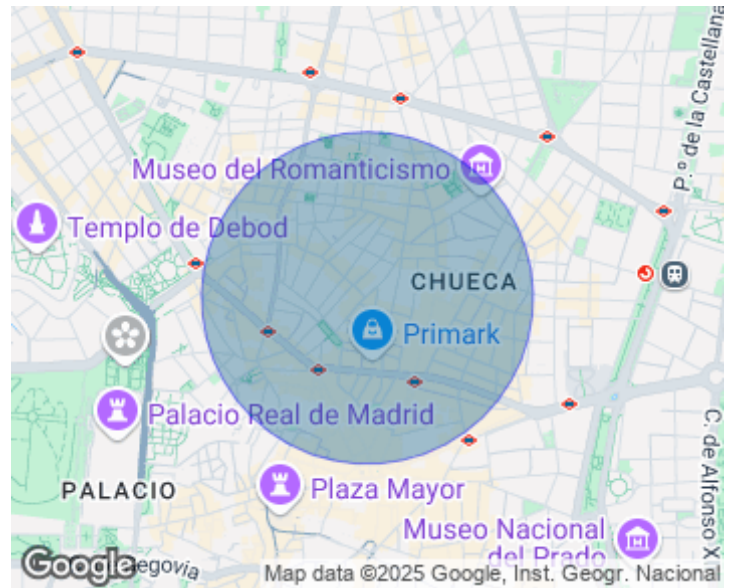 P.º de la Castellana
Museo del Romanticismo
Templo de Debod
CHUECA
Primark
Palacio Real de Madrid
PALACIO
Plaza Mayor
C. de Alfonso X
Museo Nacional
del Prado
Google
egovia
Map data ©2025 Google, Inst. Geogr. Nacional